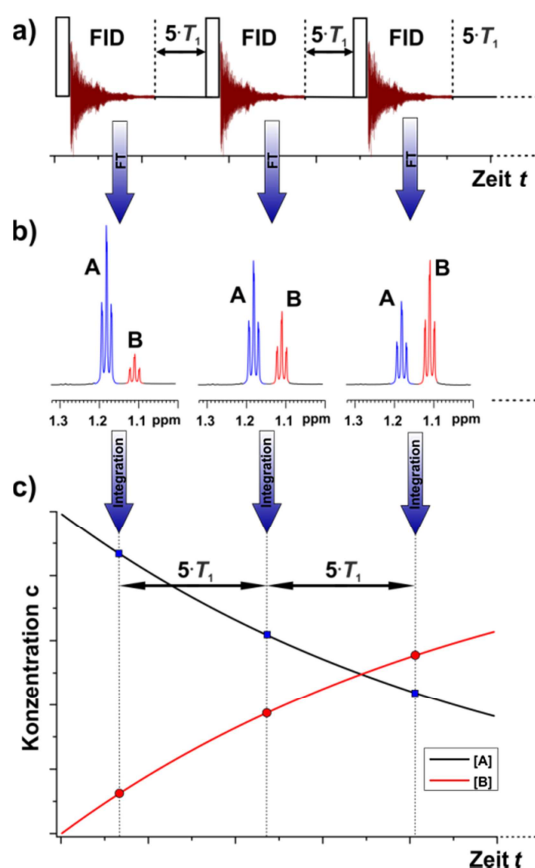 a) FID 5·T₁ FID 5·T₁ FID 5·T₁
FT FT FT
Zeit t
b)
A B A B A B
1.3 1.2 1.1 ppm 1.3 1.2 1.1 ppm 1.3 1.2 1.1 ppm
Integration Integration Integration
c)
5·T₁ 5·T₁
Konzentration c
[A]
[B]
Zeit t